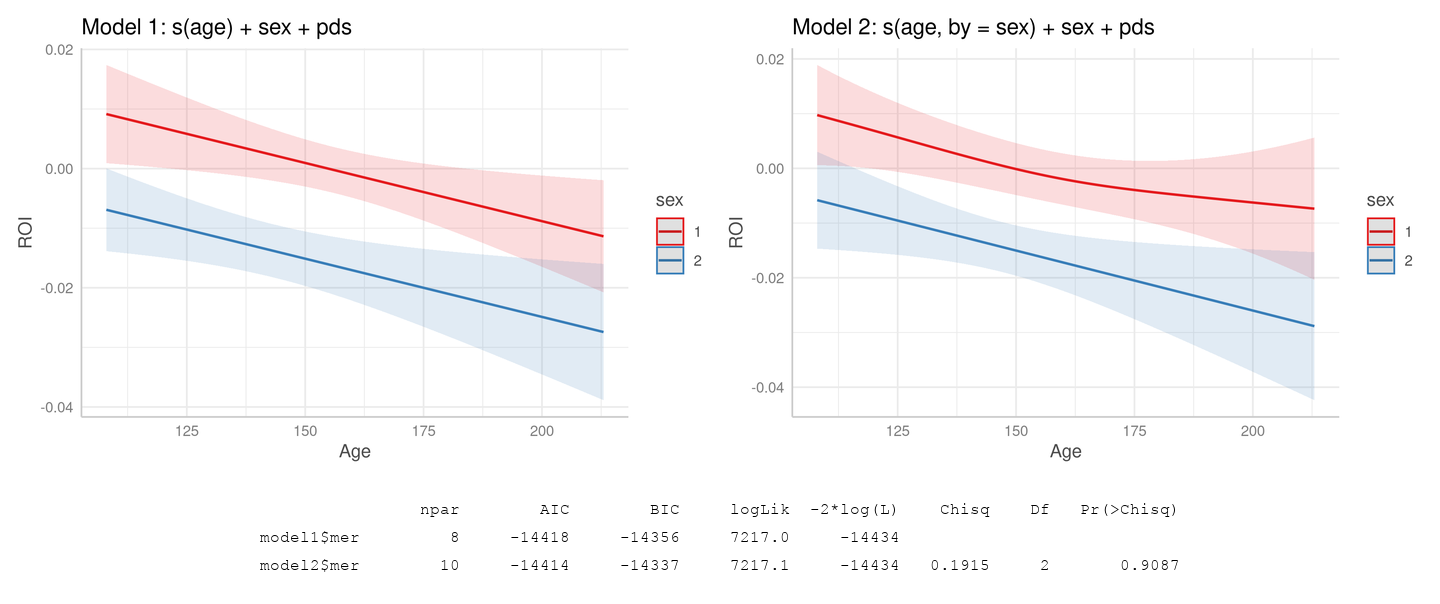 Model 1: s(age) + sex + pds
0.02
0.00
-0.02
-0.04
ROI
125 150 175 200
Age
sex
1
2
Model 2: s(age, by = sex) + sex + pds
0.02
0.00
-0.02
-0.04
ROI
125 150 175 200
Age
sex
1
2
npar AIC BIC logLik -2*log(L) Chisq Df Pr(>Chisq)
model1$mer 8 -14418 -14356 7217.0 -14434
model2$mer 10 -14414 -14337 7217.1 -14434 0.1915 2 0.9087